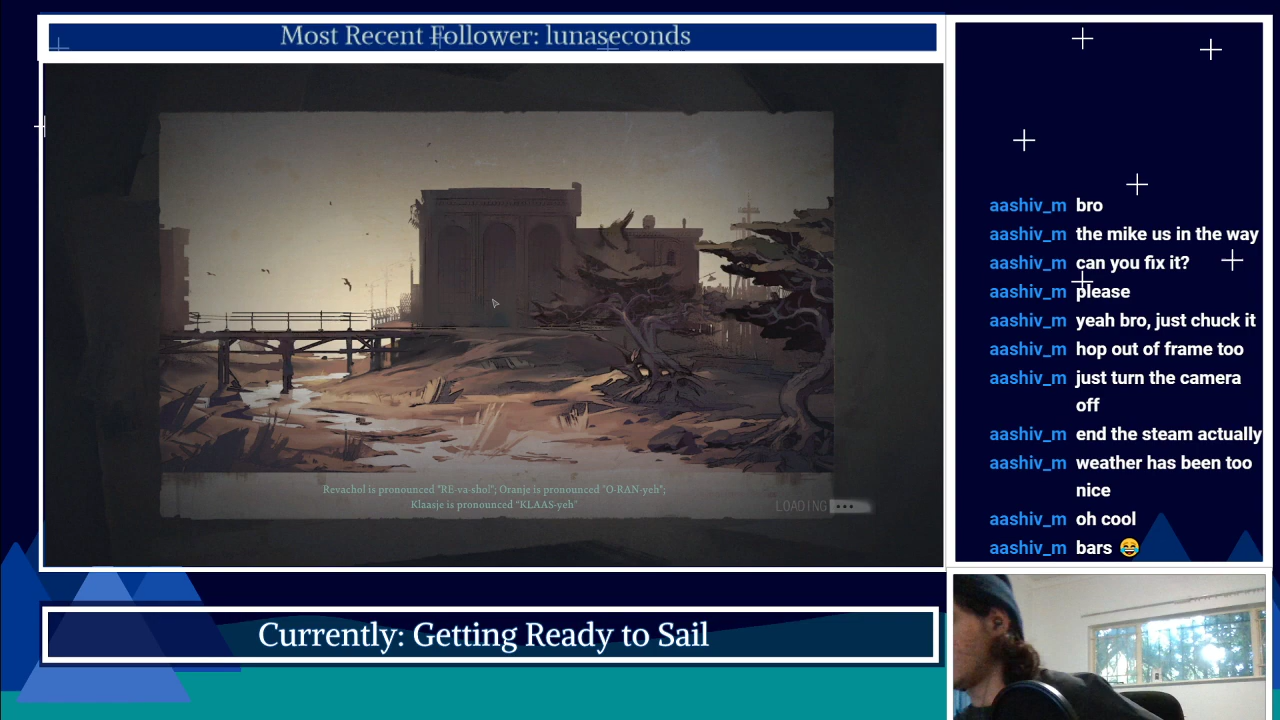 Most Recent Follower: lunaseconds
Revachol is pronounced "RE-va-shol"; Oranje is pronounced "O-RAN-yeh";
Klaasje is pronounced "KLAAS-yeh"
LOADING
aashiv_m bro
aashiv_m the mike us in the way
aashiv_m can you fix it?
aashiv_m please
aashiv_m yeah bro, just chuck it
aashiv_m hop out of frame too
aashiv_m just turn the camera
off
aashiv_m end the steam actually
aashiv_m weather has been too
nice
aashiv_m oh cool
aashiv_m bars 😂
Currently: Getting Ready to Sail